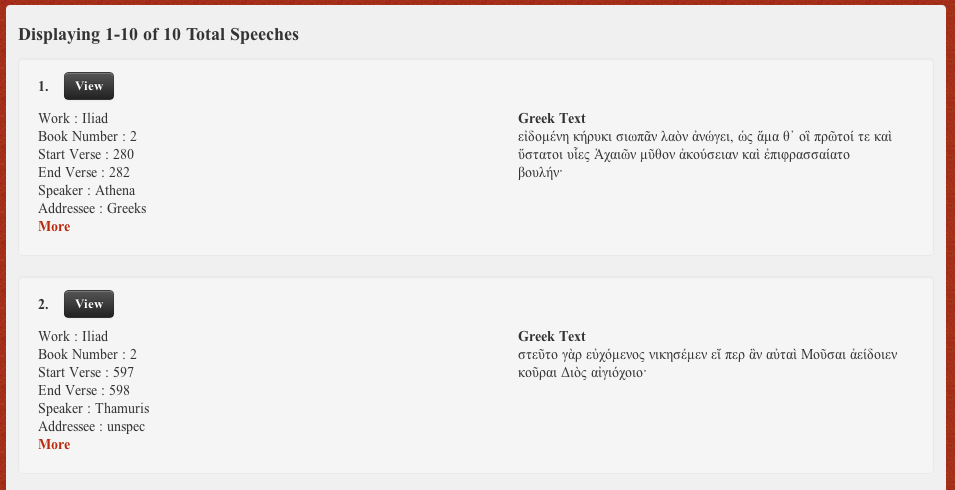 Displaying 1-10 of 10 Total Speeches
1. View
Work : Iliad
Book Number : 2
Start Verse : 280
End Verse : 282
Speaker : Athena
Addressee : Greeks
More
Greek Text
εἰδομένη κήρυκι σιωπᾶν λαὸν ἀνώγει, ὡς ἅμα θ᾽ οἳ πρῶτοί τε καὶ
ὕστατοι υἷες Ἀχαιῶν μῦθον ἀκούσειαν καὶ ἐπιφρασσαίατο
βουλήν·
2. View
Work : Iliad
Book Number : 2
Start Verse : 597
End Verse : 598
Speaker : Thamuris
Addressee : unspec
More
Greek Text
στεῦτο γὰρ εὐχόμενος νικησέμεν εἴ περ ἂν αὐταὶ Μοῦσαι ἀείδοιεν
κοῦραι Διὸς αἰγιόχοιο·